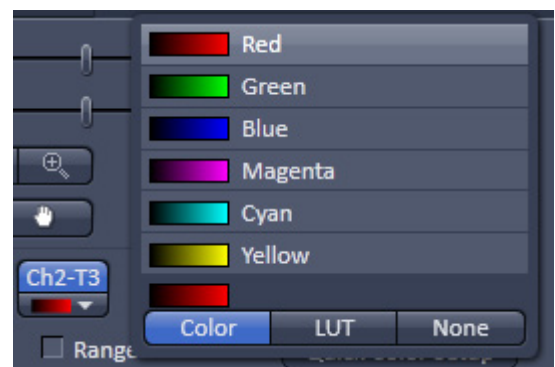 Red
Green
Blue
Magenta
Cyan
Yellow
Ch2-T3
Color LUT None
Range